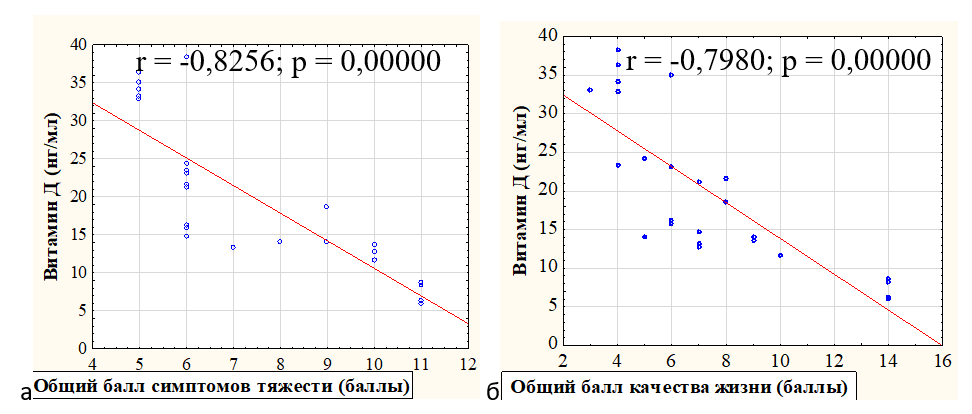 r = -0,8256; p = 0,00000
40
35
30
25
20
15
10
5
0
Витамин Д (нг/мл)
4 5 6 7 8 9 10 11 12
а Общий балл симптомов тяжести (баллы)
r = -0,7980; p = 0,00000
40
35
30
25
20
15
10
5
0
Витамин Д (нг/мл)
2 4 6 8 10 12 14 16
б Общий балл качества жизни (баллы)